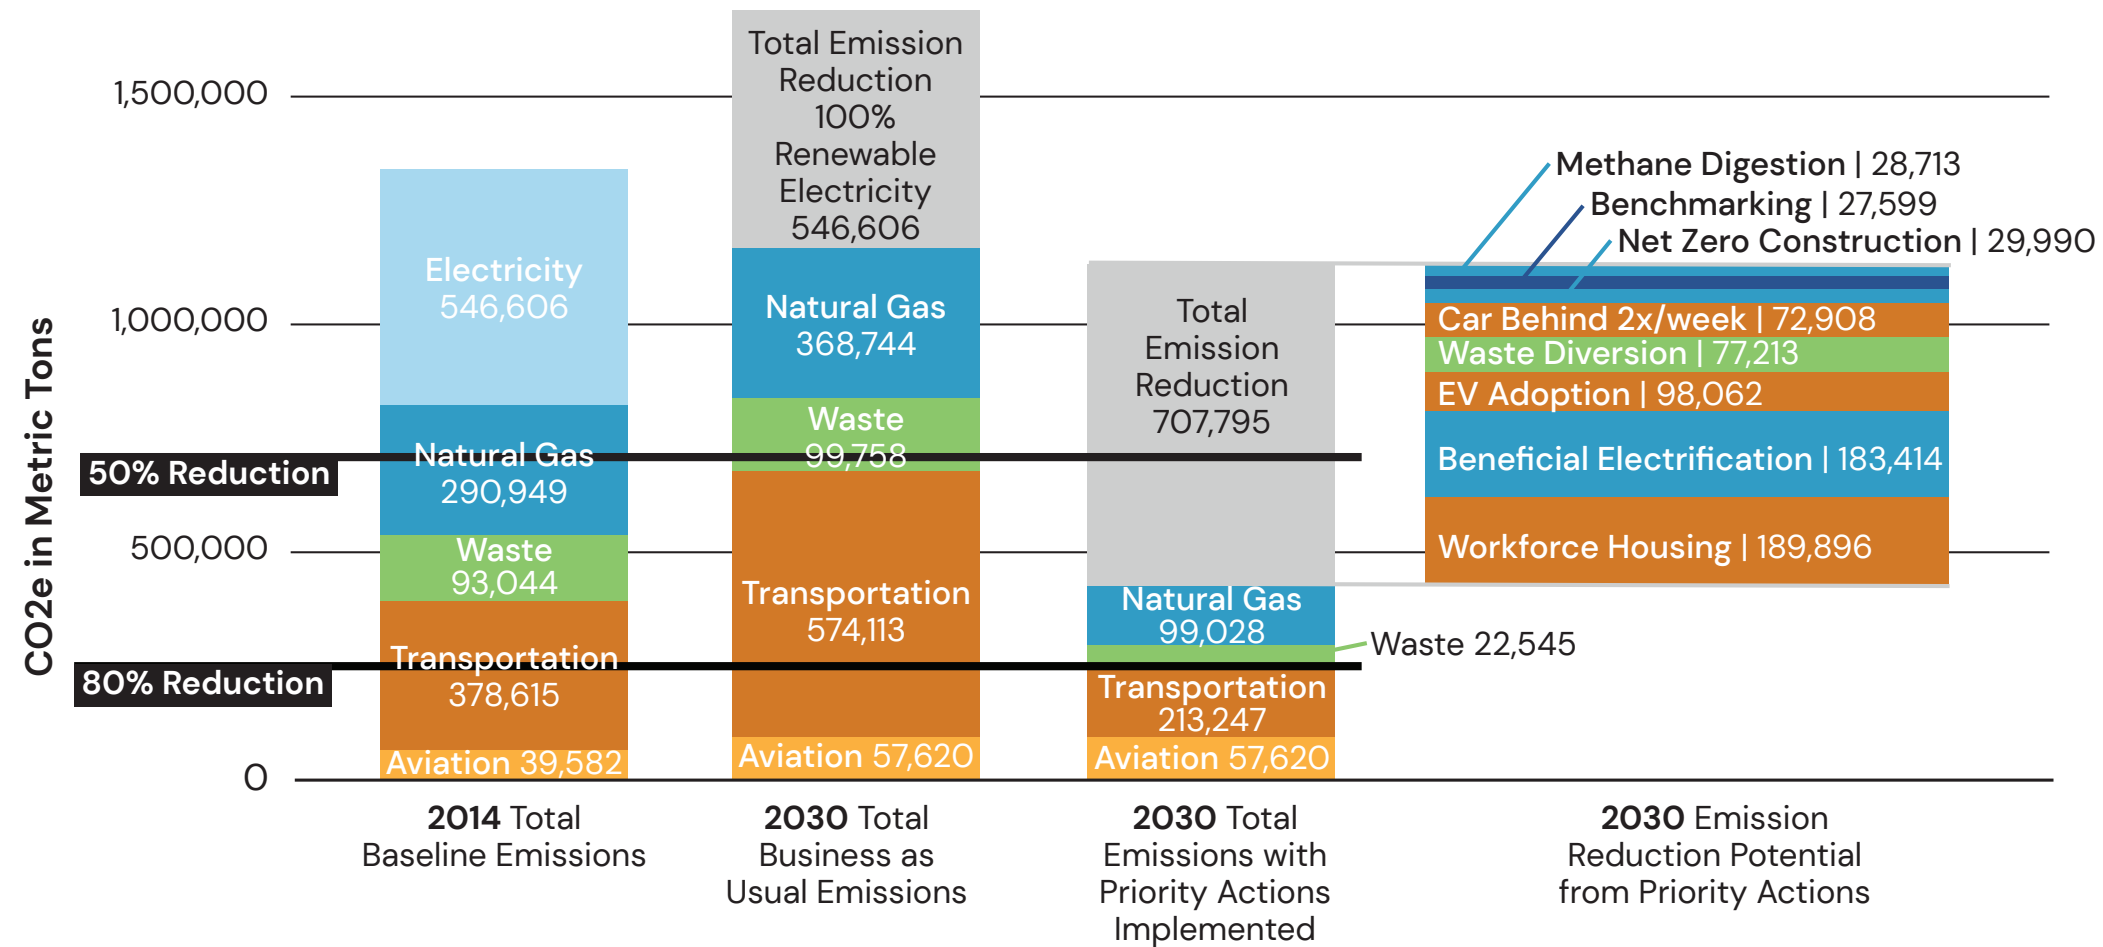 CO2e in Metric Tons
1,500,000
1,000,000
500,000
0
50% Reduction
80% Reduction
Electricity
546,606
Natural Gas
290,949
Waste
93,044
Transportation
378,615
Aviation 39,582
2014 Total
Baseline Emissions
Total Emission
Reduction
100%
Renewable
Electricity
546,606
Natural Gas
368,744
Waste
99,758
Transportation
574,113
Aviation 57,620
2030 Total
Business as
Usual Emissions
Total
Emission
Reduction
707,795
Natural Gas
99,028
Waste 22,545
Transportation
213,247
Aviation 57,620
2030 Total
Emissions with
Priority Actions
Implemented
Methane Digestion | 28,713
Benchmarking | 27,599
Net Zero Construction | 29,990
Car Behind 2x/week | 72,908
Waste Diversion | 77,213
EV Adoption | 98,062
Beneficial Electrification | 183,414
Workforce Housing | 189,896
2030 Emission
Reduction Potential
from Priority Actions